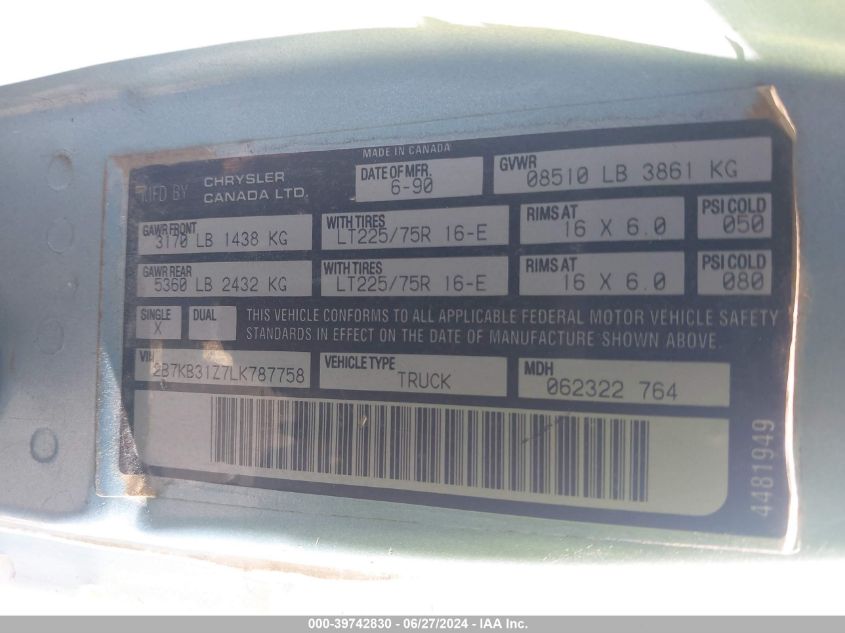 MADE IN CANADA
MFD BY CHRYSLER CANADA LTD. DATE OF MFR. 6-90 GVWR 08510 LB 3861 KG
GAWR FRONT 3170 LB 1438 KG WITH TIRES LT225/75R 16-E RIMS AT 16 X 6.0 PSI COLD 050
GAWR REAR 5360 LB 2432 KG WITH TIRES LT225/75R 16-E RIMS AT 16 X 6.0 PSI COLD 080
SINGLE X DUAL THIS VEHICLE CONFORMS TO ALL APPLICABLE FEDERAL MOTOR VEHICLE SAFETY
STANDARDS IN EFFECT ON THE DATE OF MANUFACTURE SHOWN ABOVE.
VIN 2B7KB31Z7LK787758 VEHICLE TYPE TRUCK MDH 062322 764
4481949
000-39742830 - 06/27/2024 - IAA Inc.